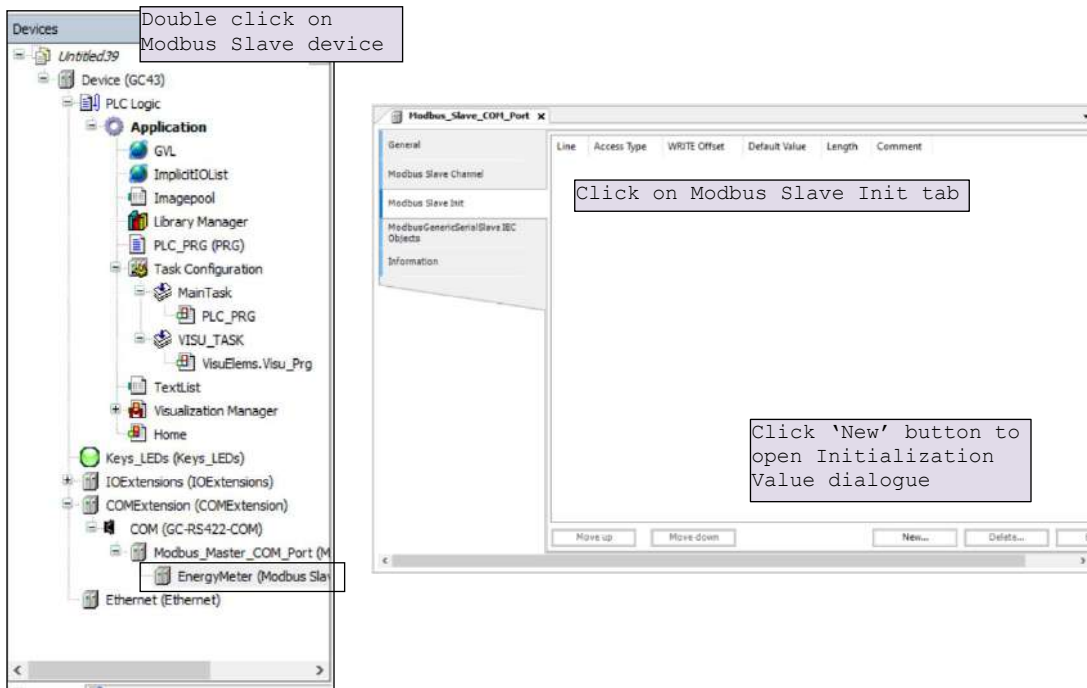 Double click on
Modbus Slave device
Devices
Untitled39
Device (GC43)
PLC Logic
Application
GVL
ImplicitIOList
Imagepool
Library Manager
PLC_PRG (PRG)
Task Configuration
MainTask
PLC_PRG
VISU_TASK
VisuElems.Visu_Prg
TextList
Visualization Manager
Home
Keys_LEDs (Keys_LEDs)
IOExtensions (IOExtensions)
COMExtension (COMExtension)
COM (GC-RS422-COM)
Modbus_Master_COM_Port (M
EnergyMeter (Modbus Slav
Ethernet (Ethernet)
Modbus_Slave_COM_Port
General
Modbus Slave Channel
Modbus Slave Init
ModbusGenericSerialSlave IEC
Objects
Information
Line Access Type WRITE Offset Default Value Length Comment
Click on Modbus Slave Init tab
Click ‘New’ button to
open Initialization
Value dialogue
Move up Move down New... Delete...